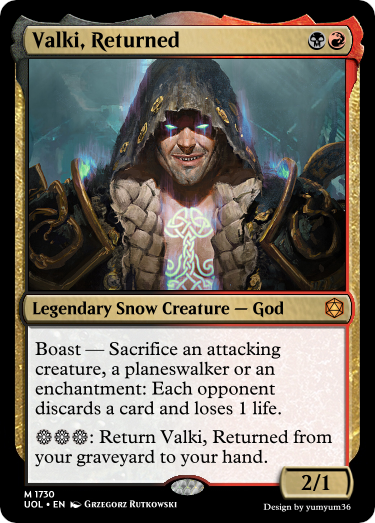 Valki, Returned
Legendary Snow Creature — God
Boast — Sacrifice an attacking
creature, a planeswalker or an
enchantment: Each opponent
discards a card and loses 1 life.
: Return Valki, Returned from
your graveyard to your hand.
2/1
M 1730
UOL • EN Grzegorz Rutkowski
Design by yumyum36